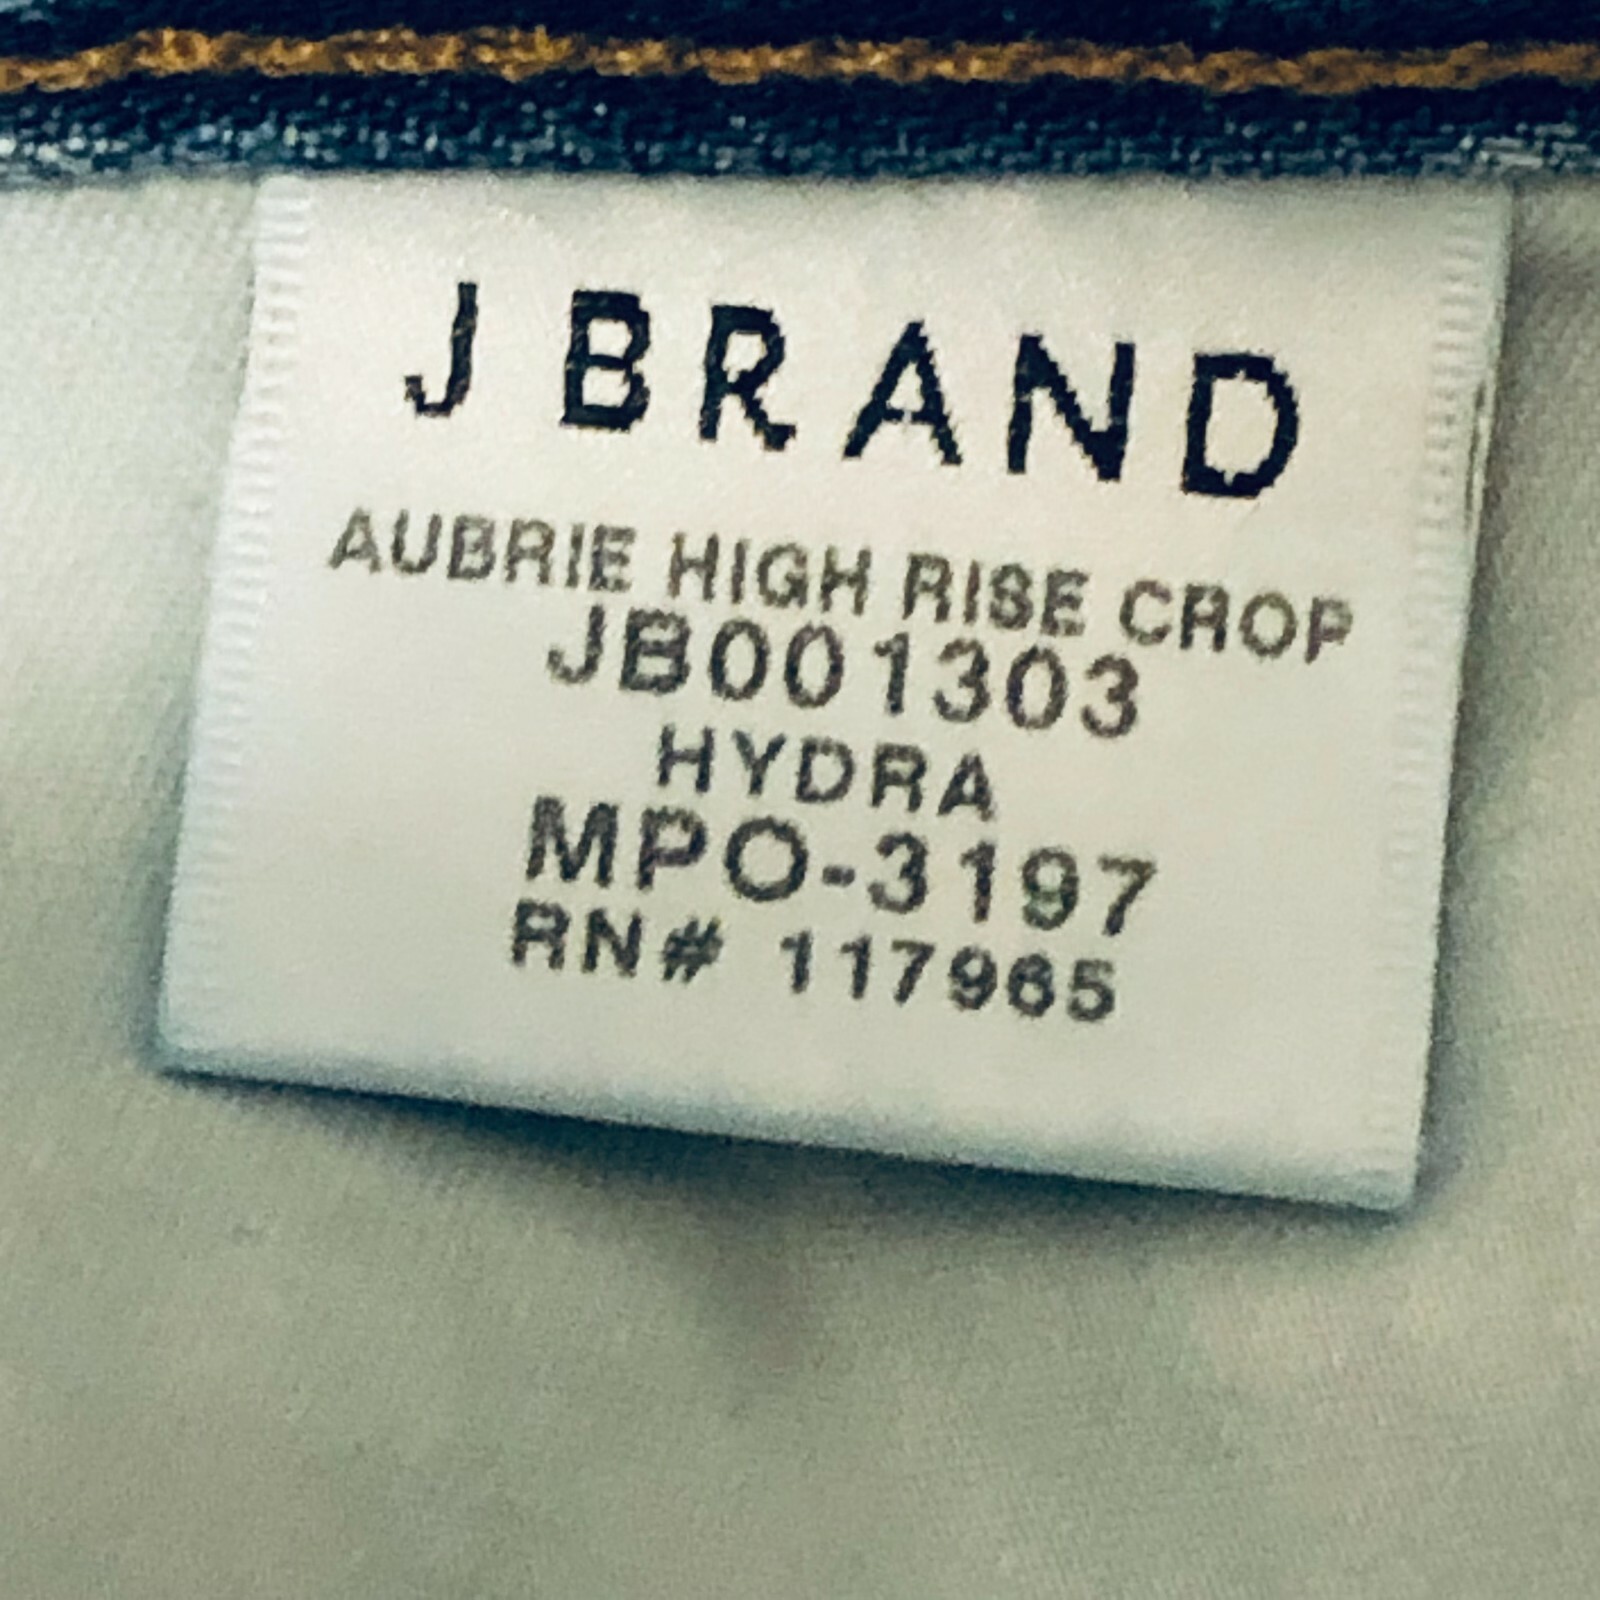 J BRAND
AUBRIE HIGH RISE CROP
JB001303
HYDRA
MPO-3197
RN# 117965